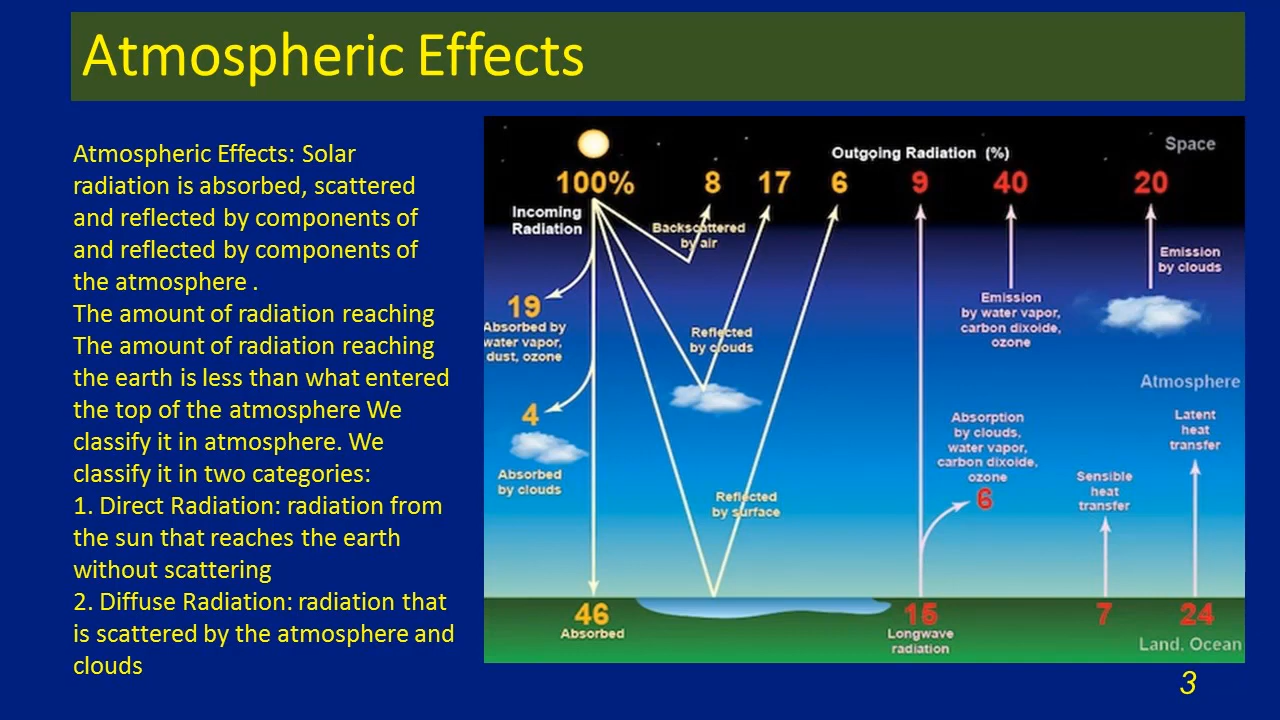 Atmospheric Effects
Atmospheric Effects: Solar
radiation is absorbed, scattered
and reflected by components of
and reflected by components of
the atmosphere .
The amount of radiation reaching
The amount of radiation reaching
the earth is less than what entered
the top of the atmosphere We
classify it in atmosphere. We
classify it in two categories:
1. Direct Radiation: radiation from
the sun that reaches the earth
without scattering
2. Diffuse Radiation: radiation that
is scattered by the atmosphere and
clouds
Space
Outgoing Radiation (%)
100% 8 17 6 9 40 20
Incoming
Radiation
Backscattered
by air
Emission
by clouds
19
Absorbed by
water vapor,
dust, ozone
Reflected
by clouds
Emission
by water vapor,
carbon dixoide,
ozone
Atmosphere
4
Absorbed
by clouds
Reflected
by surface
Absorption
by clouds,
water vapor,
carbon dixoide,
ozone
6
Sensible
heat
transfer
Latent
heat
transfer
46
Absorbed
15
Longwave
radiation
7
24
Land, Ocean
3